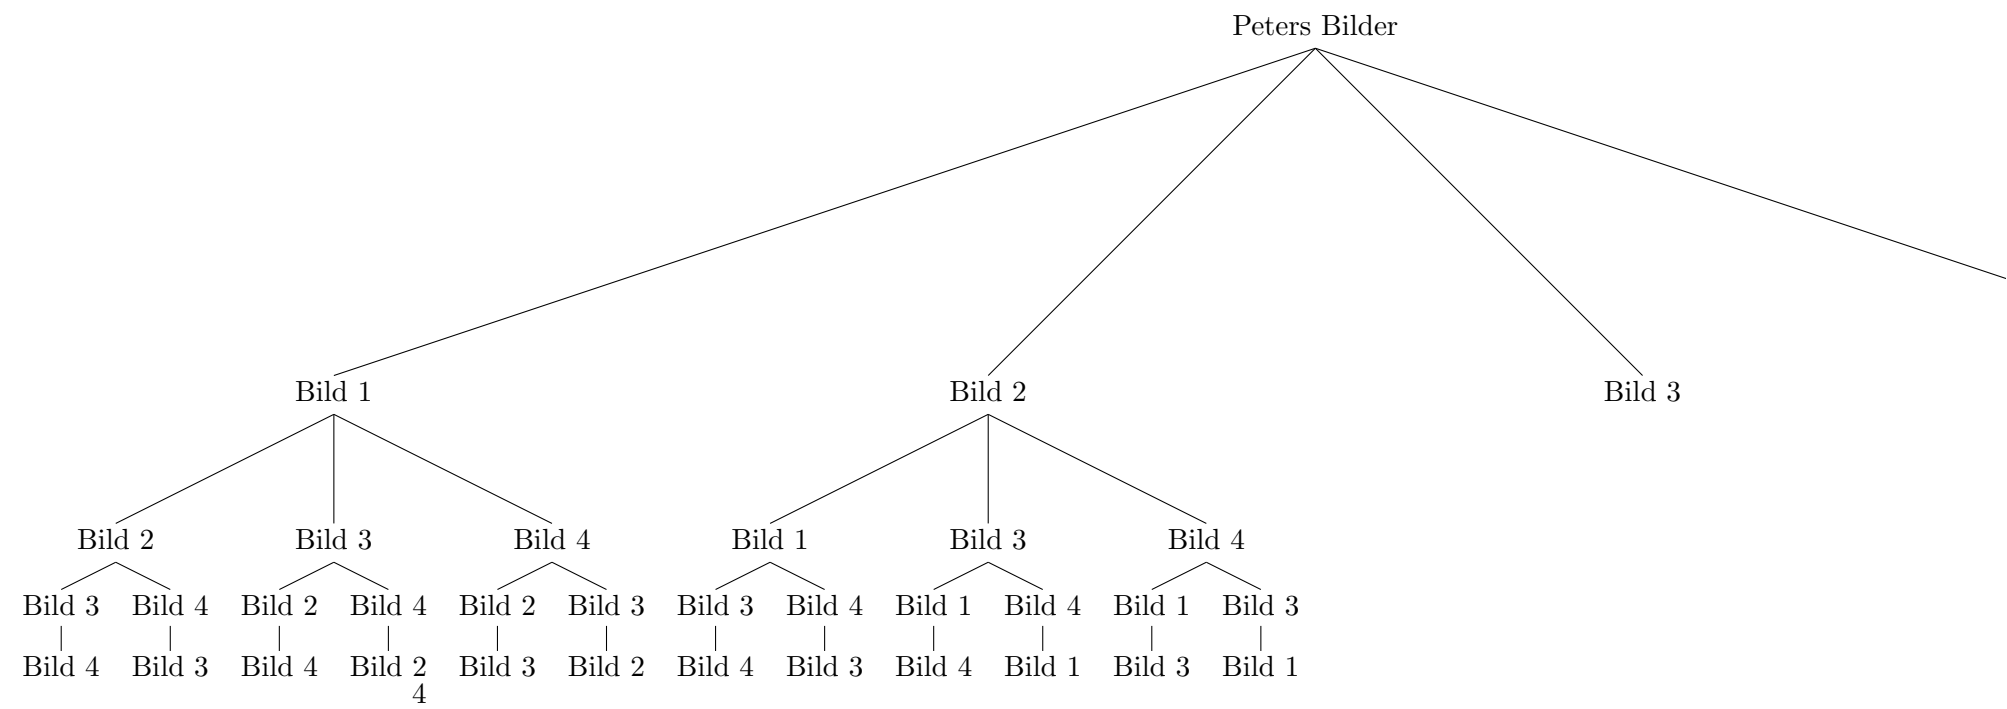 Peters Bilder
Bild 1 Bild 2 Bild 3
Bild 2 Bild 3 Bild 4 Bild 1 Bild 3 Bild 4
Bild 3 Bild 4 Bild 2 Bild 4 Bild 2 Bild 3 Bild 3 Bild 4 Bild 1 Bild 4 Bild 1 Bild 3
Bild 4 Bild 3 Bild 4 Bild 2 Bild 3 Bild 2 Bild 4 Bild 3 Bild 4 Bild 1 Bild 3 Bild 1
4